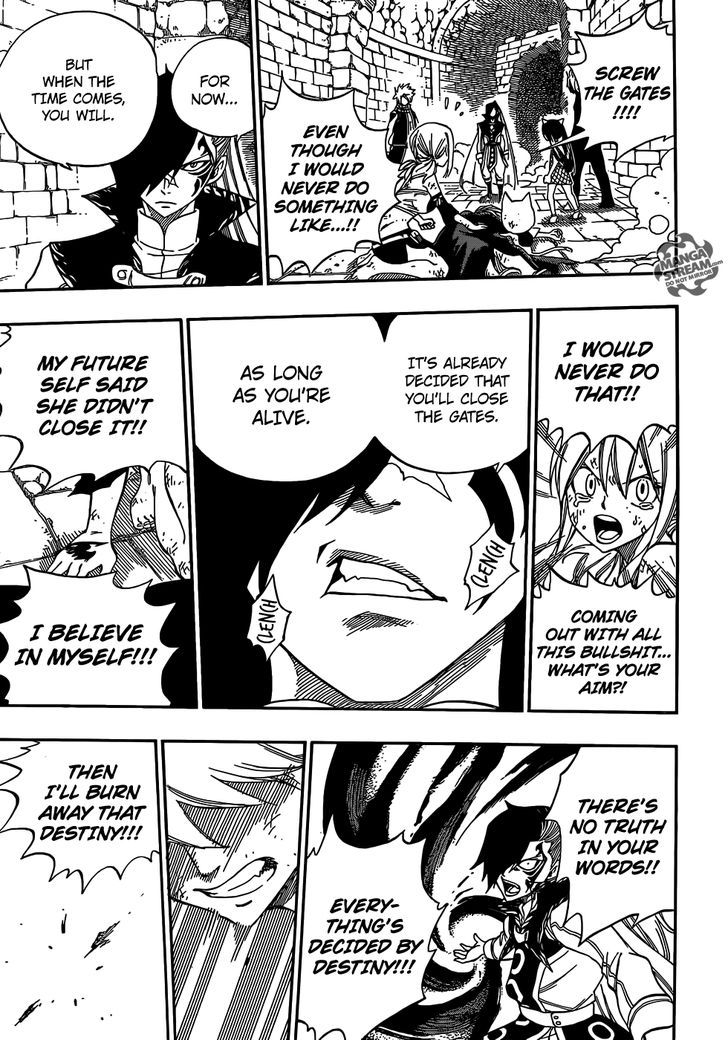 SCREW
THE GATES
!!!!
EVEN
THOUGH
I WOULD
NEVER DO
SOMETHING
LIKE...!!
FOR
NOW...
BUT
WHEN THE
TIME COMES,
YOU WILL.
MANGA
STREAM.com
DO NOT MIRROR
I WOULD
NEVER DO
THAT!!
COMING
OUT WITH ALL
THIS BULLSHIT...
WHAT'S YOUR
AIM?!
IT'S ALREADY
DECIDED THAT
YOU'LL CLOSE
THE GATES.
AS LONG
AS YOU'RE
ALIVE.
CLENCH
CLENCH
MY FUTURE
SELF SAID
SHE DIDN'T
CLOSE IT!!
I BELIEVE
IN MYSELF!!!
THERE'S
NO TRUTH
IN YOUR
WORDS!!
EVERY-
THING'S
DECIDED BY
DESTINY!!!
THEN
I'LL BURN
AWAY THAT
DESTINY!!!